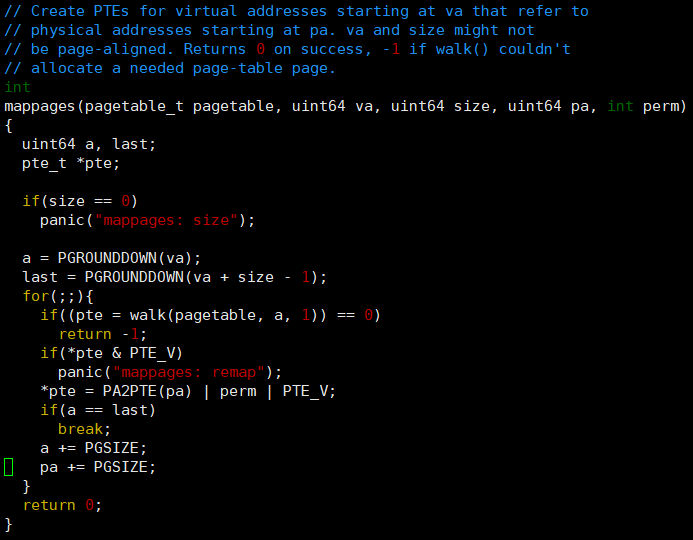 // Create PTEs for virtual addresses starting at va that refer to
// physical addresses starting at pa. va and size might not
// be page-aligned. Returns 0 on success, -1 if walk() couldn't
// allocate a needed page-table page.
int
mappages(pagetable_t pagetable, uint64 va, uint64 size, uint64 pa, int perm)
{
  uint64 a, last;
  pte_t *pte;

  if(size == 0)
    panic("mappages: size");

  a = PGROUNDDOWN(va);
  last = PGROUNDDOWN(va + size - 1);
  for(;;){
    if((pte = walk(pagetable, a, 1)) == 0)
      return -1;
    if(*pte & PTE_V)
      panic("mappages: remap");
    *pte = PA2PTE(pa) | perm | PTE_V;
    if(a == last)
      break;
    a += PGSIZE;
    pa += PGSIZE;
  }
  return 0;
}